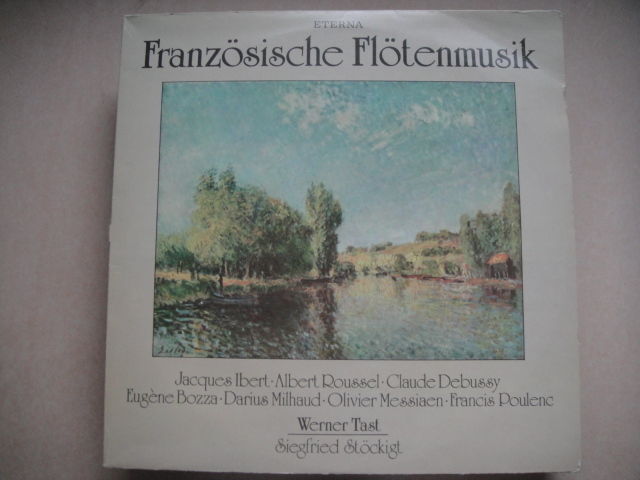 ETERNA
Französische Flötenmusik
Jacques Ibert · Albert Roussel · Claude Debussy
Eugène Bozza · Darius Milhaud · Olivier Messiaen · Francis Poulenc
Werner Tast
Siegfried Stöckigt